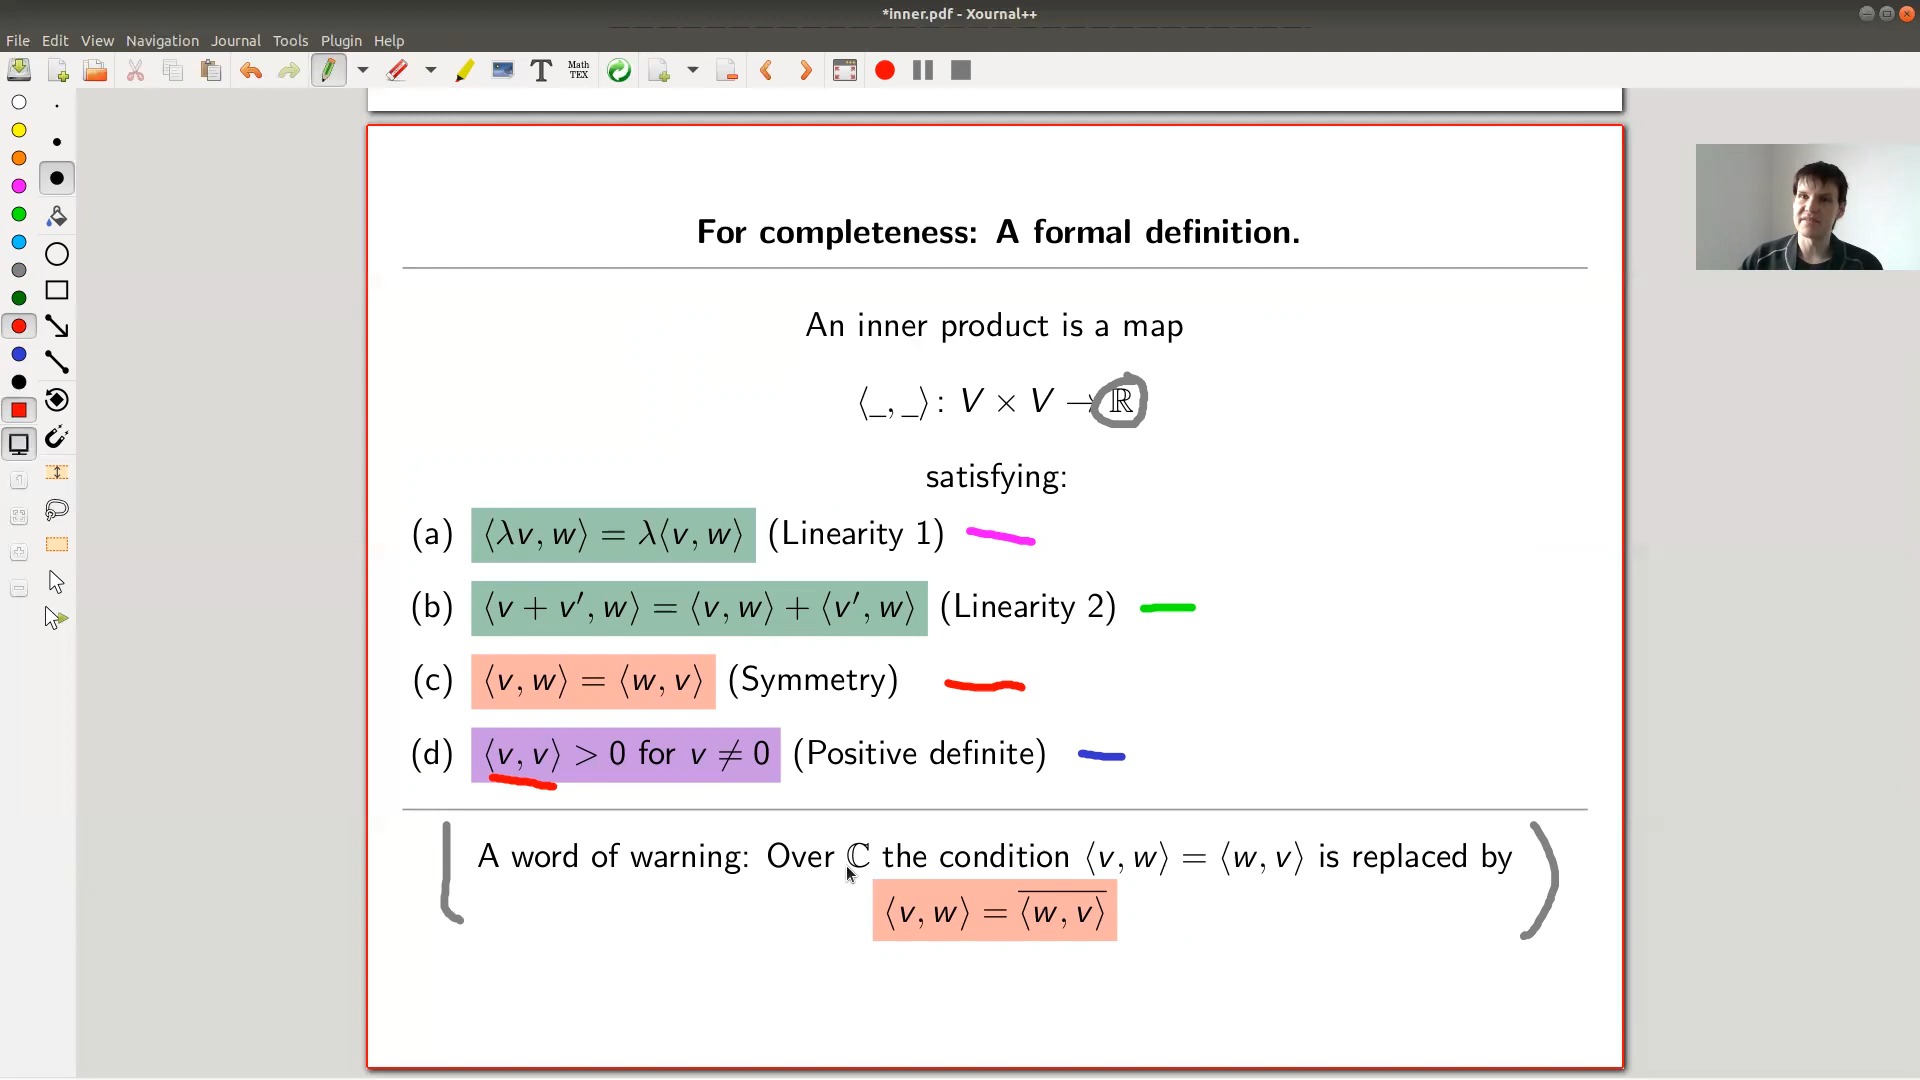 *inner.pdf - Xournal++
File Edit View Navigation Journal Tools Plugin Help
T Math TEX
For completeness: A formal definition.
An inner product is a map
⟨_, _⟩: V × V → ℝ
satisfying:
(a) ⟨λv, w⟩ = λ⟨v, w⟩ (Linearity 1)
(b) ⟨v + v′, w⟩ = ⟨v, w⟩ + ⟨v′, w⟩ (Linearity 2)
(c) ⟨v, w⟩ = ⟨w, v⟩ (Symmetry)
(d) ⟨v, v⟩ > 0 for v ≠ 0 (Positive definite)
A word of warning: Over ℂ the condition ⟨v, w⟩ = ⟨w, v⟩ is replaced by
⟨v, w⟩ = \overline{⟨w, v⟩}